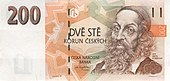 200
DVĚ STĚ
KORUN ČESKÝCH
ČESKÁ NÁRODNÍ
BANKA